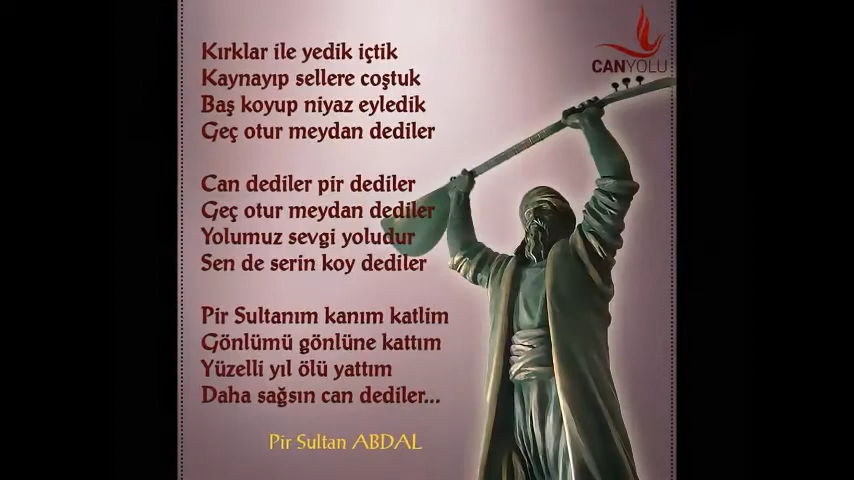 CANYOLU
Kırklar ile yedik içtik
Kaynayıp sellere coştuk
Baş koyup niyaz eyledik
Geç otur meydan dediler
Can dediler pir dediler
Geç otur meydan dediler
Yolumuz sevgi yoludur
Sen de serin koy dediler
Pir Sultanım kanım katlim
Gönlümü gönlüne kattım
Yüzelli yıl ölü yattım
Daha sağsın can dediler...
Pir Sultan ABDAL